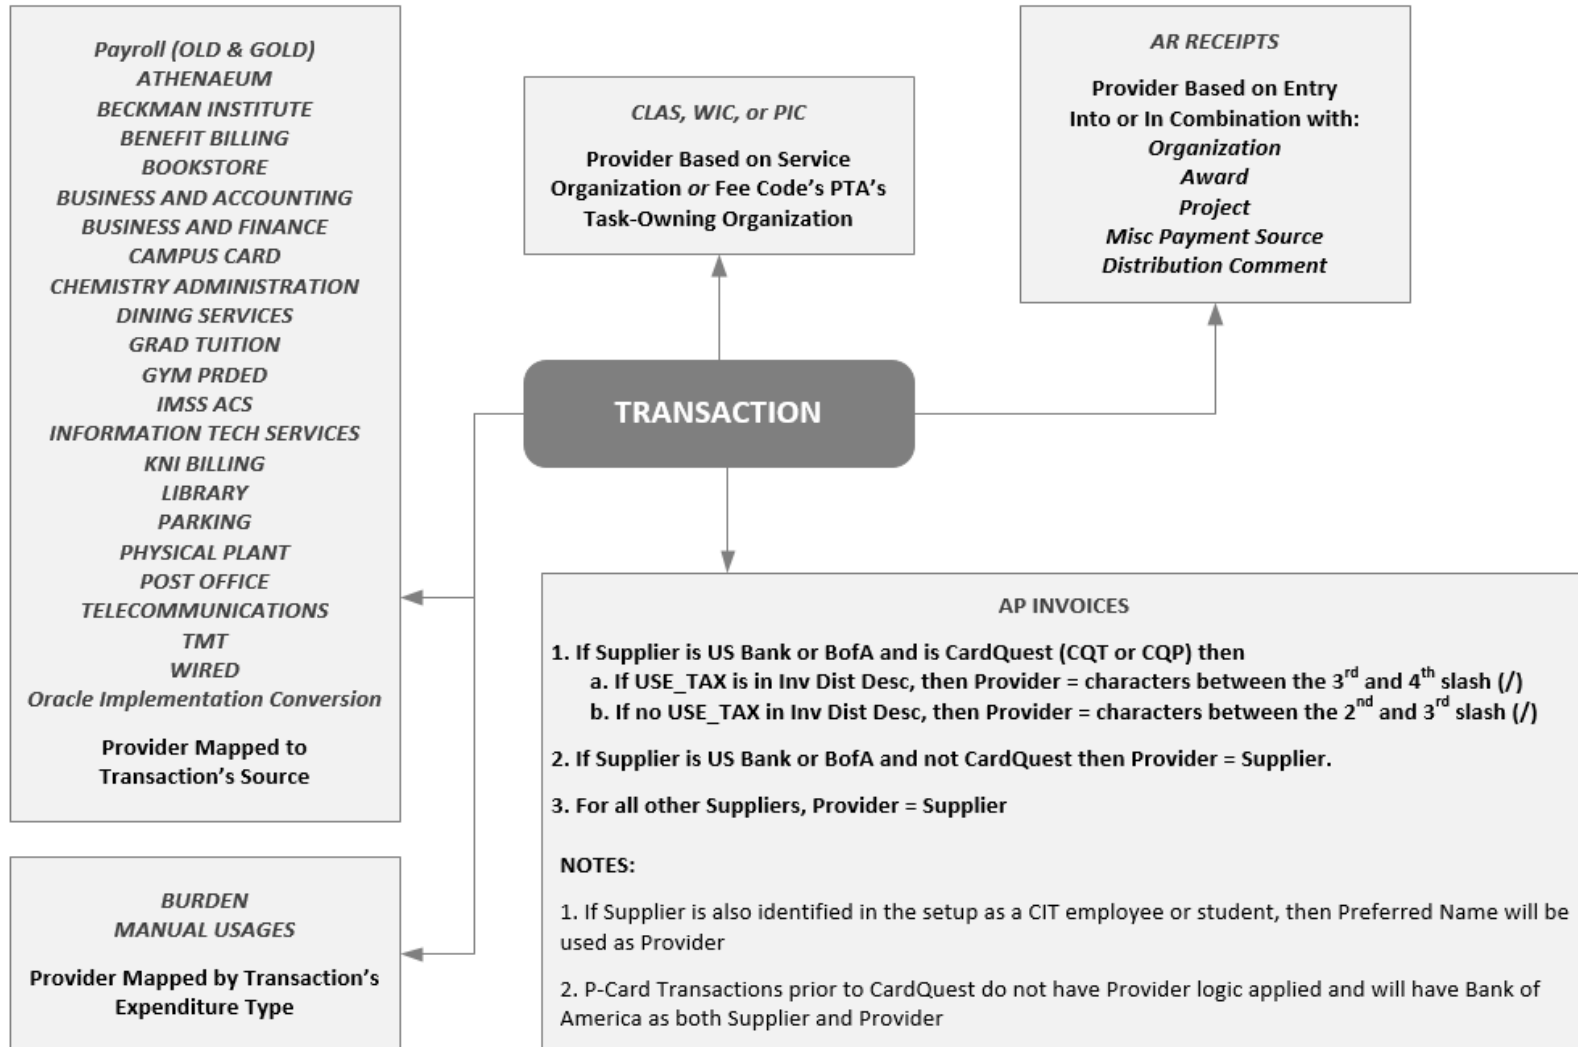 Payroll (OLD & GOLD)
ATHENAEUM
BECKMAN INSTITUTE
BENEFIT BILLING
BOOKSTORE
BUSINESS AND ACCOUNTING
BUSINESS AND FINANCE
CAMPUS CARD
CHEMISTRY ADMINISTRATION
DINING SERVICES
GRAD TUITION
GYM PRDED
IMSS ACS
INFORMATION TECH SERVICES
KNI BILLING
LIBRARY
PARKING
PHYSICAL PLANT
POST OFFICE
TELECOMMUNICATIONS
TMT
WIRED
Oracle Implementation Conversion
Provider Mapped to
Transaction's Source
BURDEN
MANUAL USAGES
Provider Mapped by Transaction's
Expenditure Type
CLAS, WIC, or PIC
Provider Based on Service
Organization or Fee Code's PTA's
Task-Owning Organization
TRANSACTION
AR RECEIPTS
Provider Based on Entry
Into or In Combination with:
Organization
Award
Project
Misc Payment Source
Distribution Comment
AP INVOICES
1. If Supplier is US Bank or BofA and is CardQuest (CQT or CQP) then
a. If USE_TAX is in Inv Dist Desc, then Provider = characters between the 3rd and 4th slash (/)
b. If no USE_TAX in Inv Dist Desc, then Provider = characters between the 2nd and 3rd slash (/)
2. If Supplier is US Bank or BofA and not CardQuest then Provider = Supplier.
3. For all other Suppliers, Provider = Supplier
NOTES:
1. If Supplier is also identified in the setup as a CIT employee or student, then Preferred Name will be
used as Provider
2. P-Card Transactions prior to CardQuest do not have Provider logic applied and will have Bank of
America as both Supplier and Provider